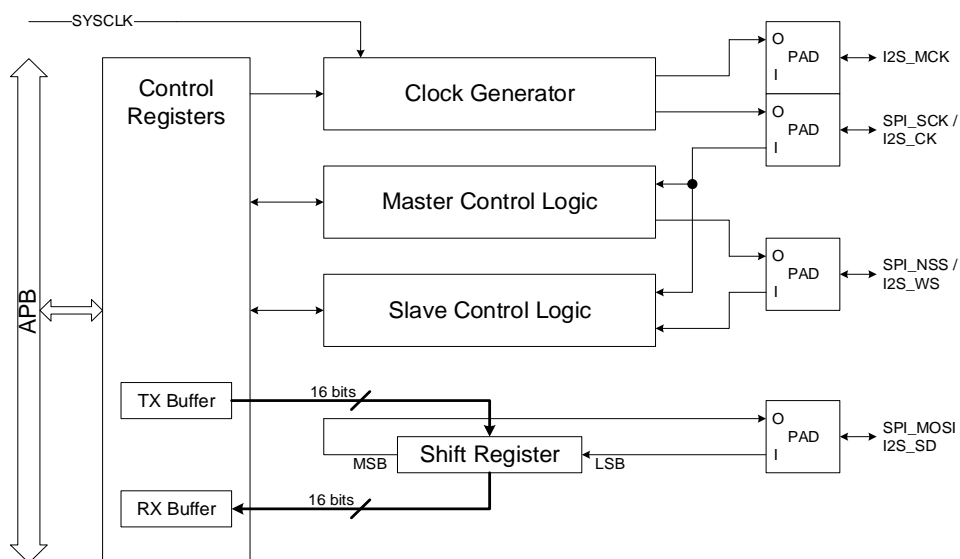 SYSCLK
O
PAD
I
I2S_MCK
Control
Registers
Clock Generator
O
PAD
I
SPI_SCK /
I2S_CK
Master Control Logic
O
PAD
I
SPI_NSS /
I2S_WS
APB
Slave Control Logic
TX Buffer
16 bits
O
PAD
I
SPI_MOSI
I2S_SD
MSB
Shift Register
LSB
RX Buffer
16 bits